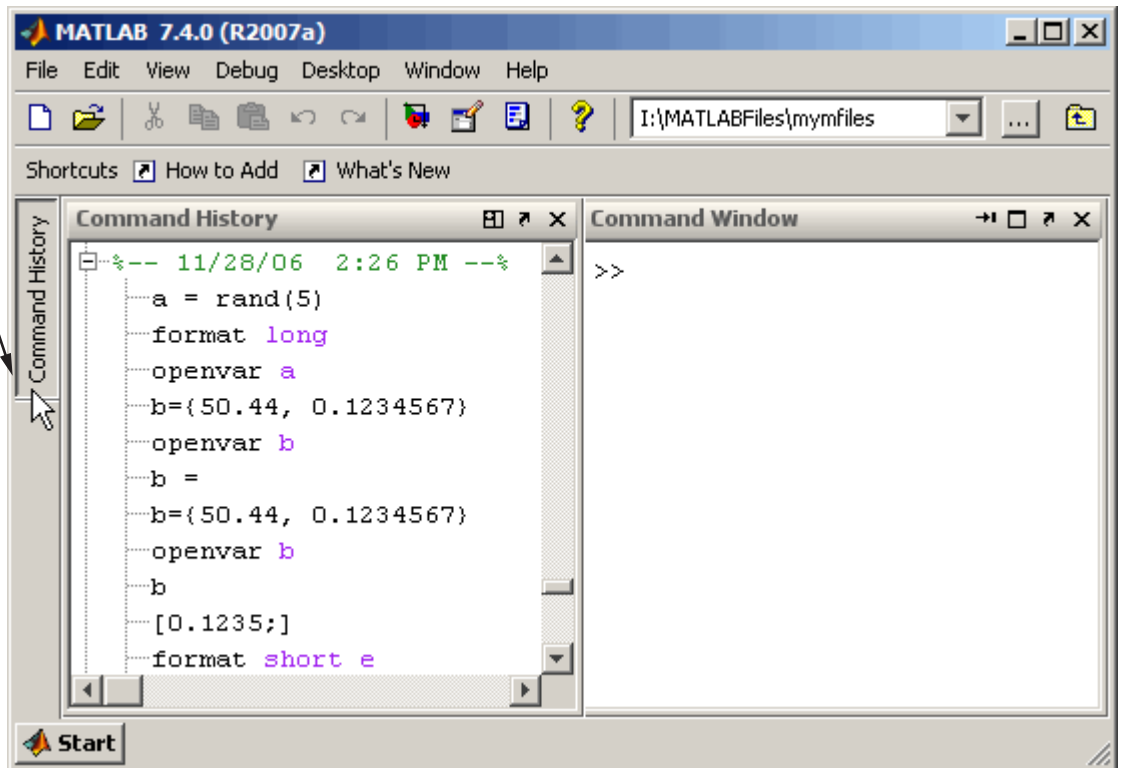 MATLAB 7.4.0 (R2007a)
File Edit View Debug Desktop Window Help
I:\MATLABFiles\mymfiles ...
Shortcuts How to Add What's New
Command History
Command History
%-- 11/28/06 2:26 PM --%
a = rand(5)
format long
openvar a
b={50.44, 0.1234567}
openvar b
b =
b={50.44, 0.1234567}
openvar b
b
[0.1235;]
format short e
Command Window
>>
Start